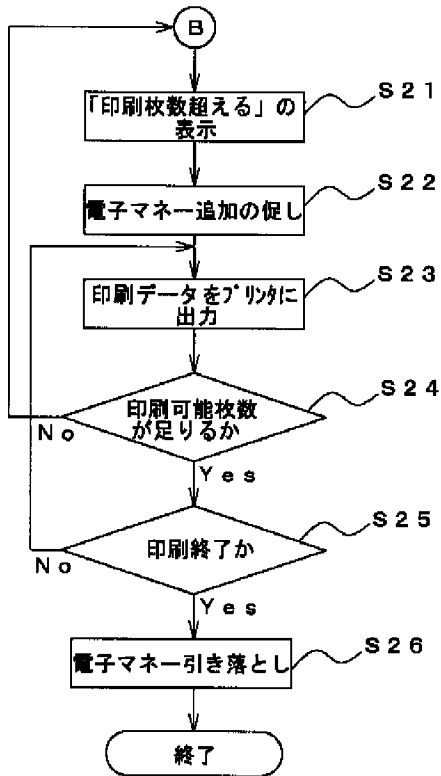 B
「印刷枚数超える」の
表示
S21
電子マネー追加の促し
S22
印刷データをﾌﾟﾘﾝﾀに
出力
S23
印刷可能枚数
が足りるか
S24
No
Yes
印刷終了か
S25
No
Yes
電子マネー引き落とし
S26
終了